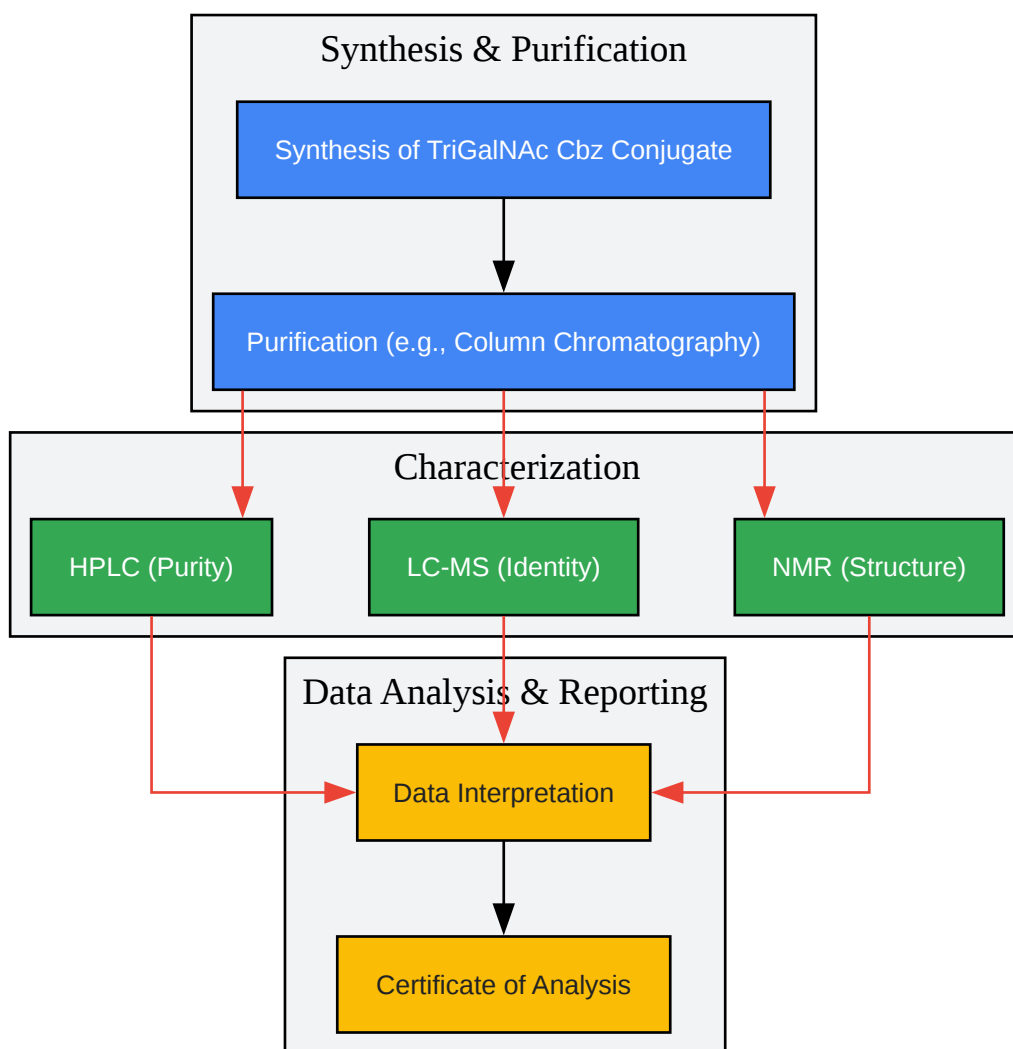 Synthesis & Purification
Synthesis of TriGalNAc Cbz Conjugate
Purification (e.g., Column Chromatography)
Characterization
HPLC (Purity)
LC-MS (Identity)
NMR (Structure)
Data Analysis & Reporting
Data Interpretation
Certificate of Analysis